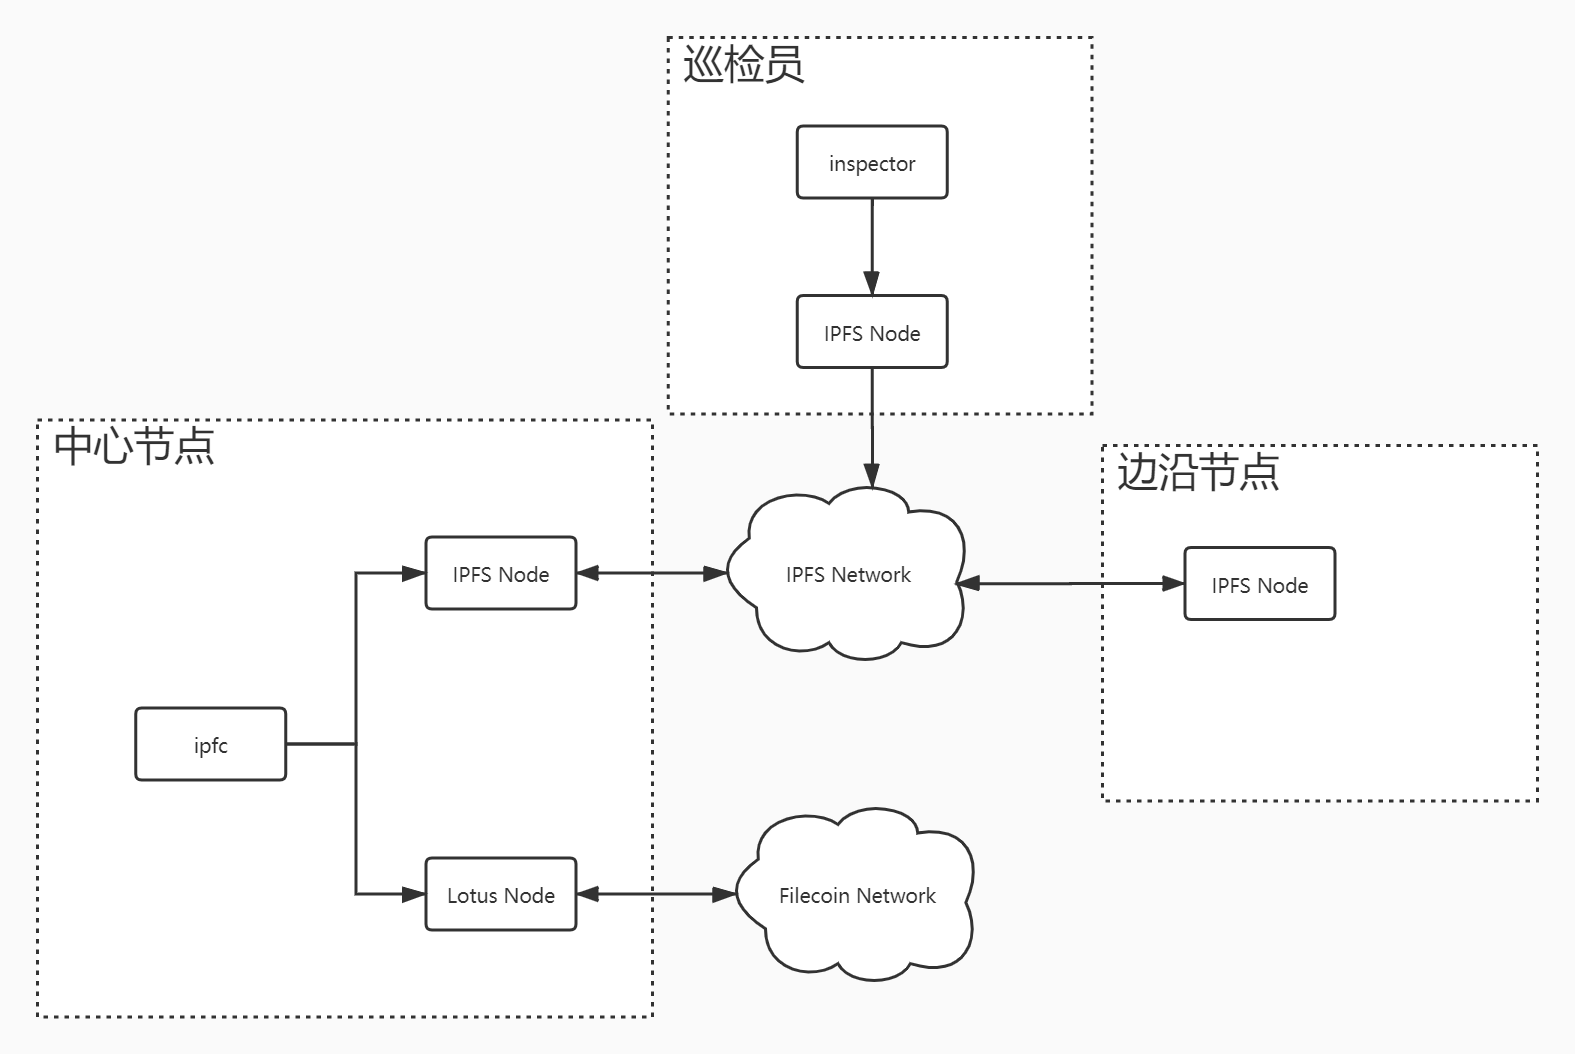 巡检员
inspector
IPFS Node
中心节点
边沿节点
IPFS Node
IPFS Network
IPFS Node
ipfc
Lotus Node
Filecoin Network